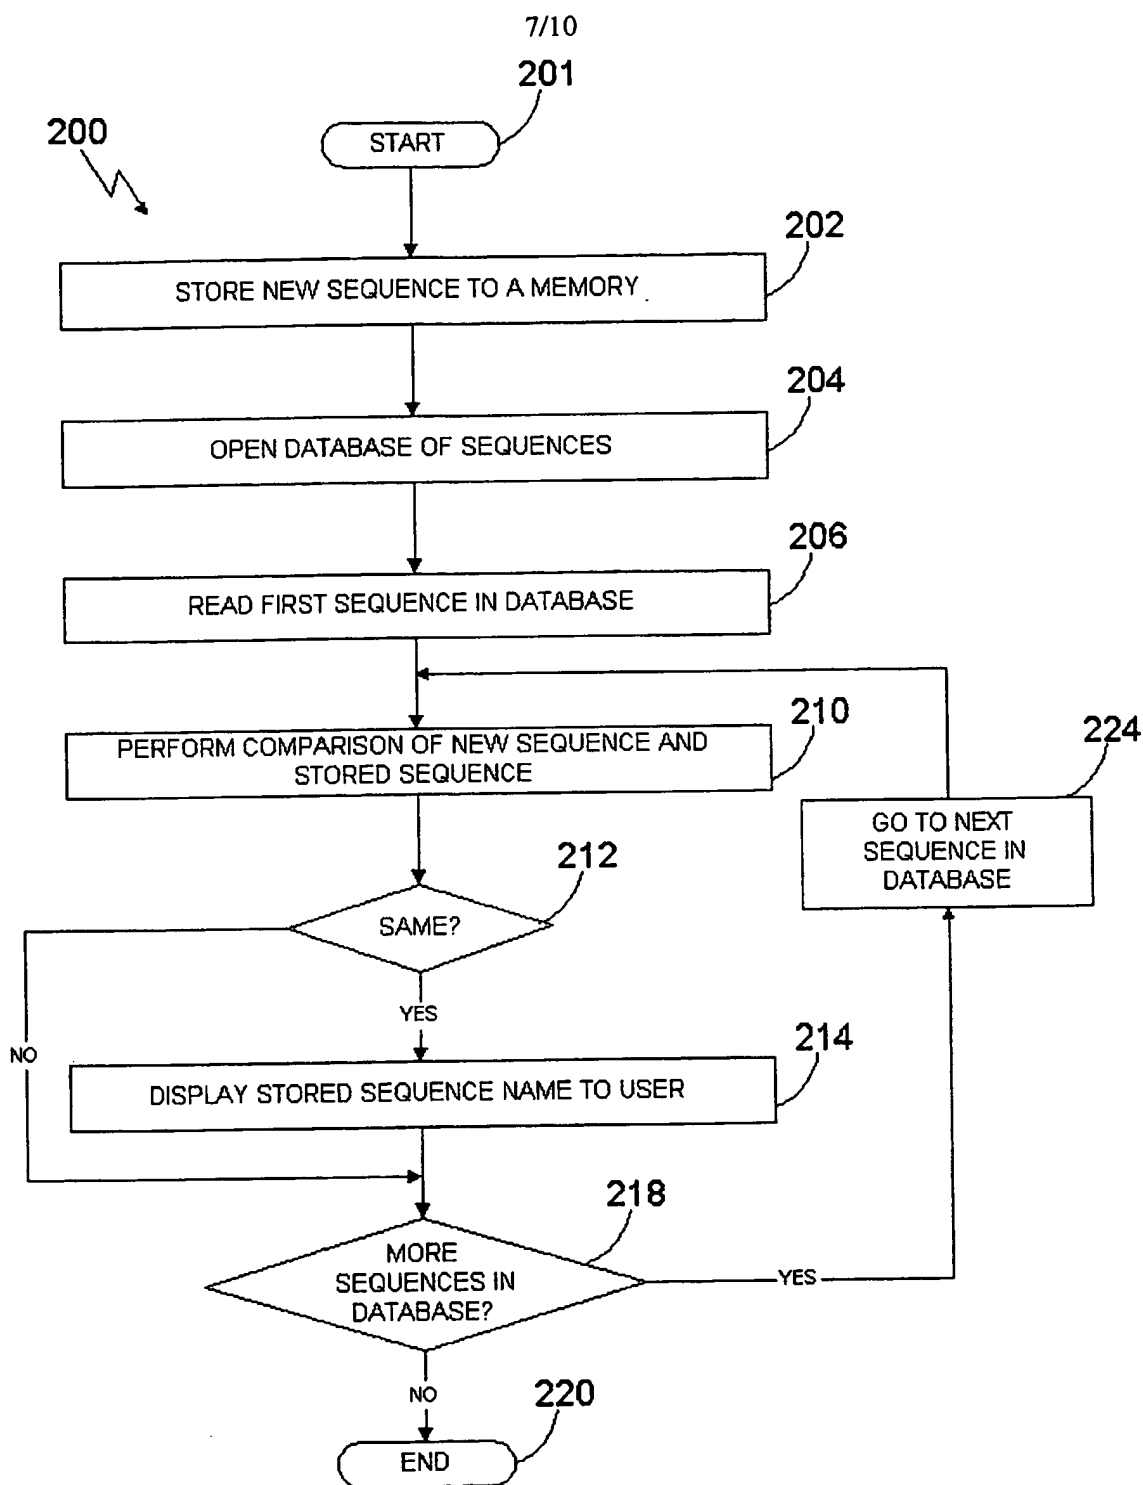 7/10
201
200
START
202
STORE NEW SEQUENCE TO A MEMORY
204
OPEN DATABASE OF SEQUENCES
206
READ FIRST SEQUENCE IN DATABASE
210
PERFORM COMPARISON OF NEW SEQUENCE AND
STORED SEQUENCE
224
GO TO NEXT
SEQUENCE IN
DATABASE
212
SAME?
YES
NO
214
DISPLAY STORED SEQUENCE NAME TO USER
218
MORE
SEQUENCES IN
DATABASE?
YES
NO
220
END